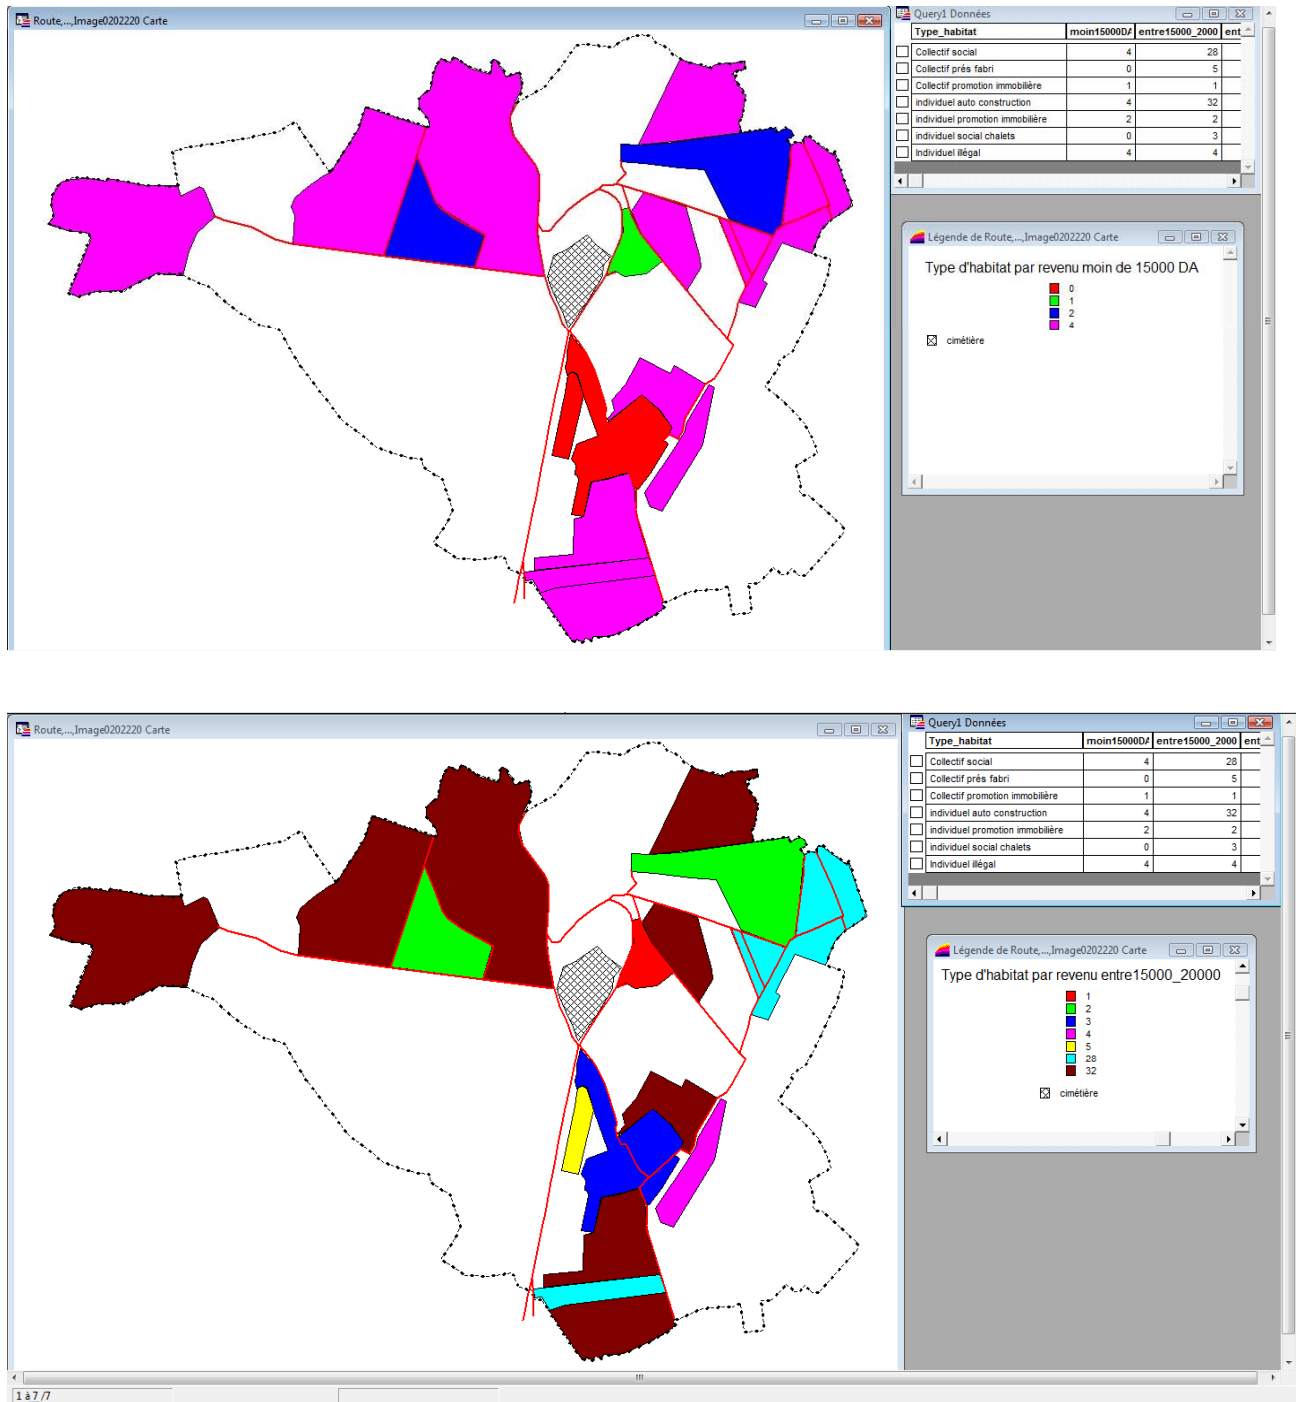 Route,...,Image0202220 Carte
Query1 Données
Type_habitat moin15000D entre15000_2000 ent
Collectif social 4 28
Collectif prés fabri 0 5
Collectif promotion immobilière 1 1
individuel auto construction 4 32
individuel promotion immobilière 2 2
individuel social chalets 0 3
Individuel illégal 4 4
Légende de Route,...,Image0202220 Carte
Type d'habitat par revenu moin de 15000 DA
0
1
2
4
cimétière
Route,...,Image0202220 Carte
Query1 Données
Type_habitat moin15000D entre15000_2000 ent
Collectif social 4 28
Collectif prés fabri 0 5
Collectif promotion immobilière 1 1
individuel auto construction 4 32
individuel promotion immobilière 2 2
individuel social chalets 0 3
Individuel illégal 4 4
Légende de Route,...,Image0202220 Carte
Type d'habitat par revenu entre15000_20000
1
2
3
4
5
28
32
cimétière
1 à 7 /7